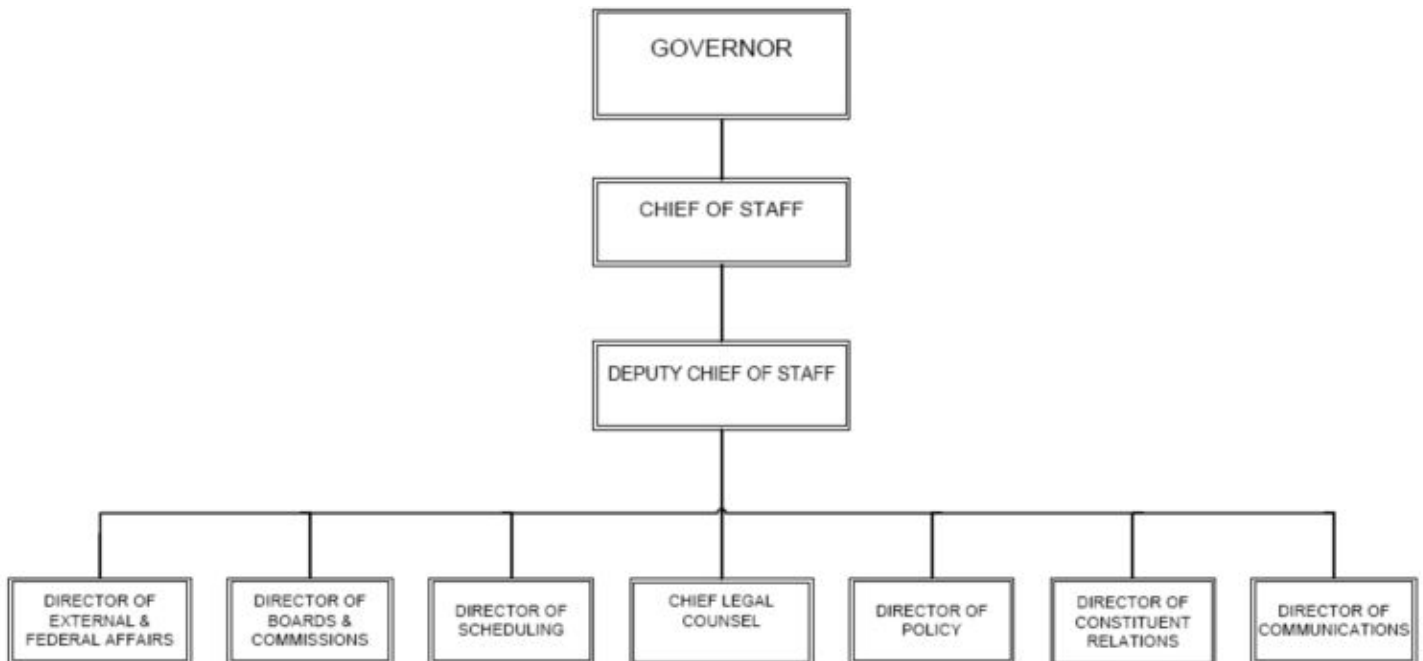 GOVERNOR
CHIEF OF STAFF
DEPUTY CHIEF OF STAFF
DIRECTOR OF
EXTERNAL &
FEDERAL AFFAIRS
DIRECTOR OF
BOARDS &
COMMISSIONS
DIRECTOR OF
SCHEDULING
CHIEF LEGAL
COUNSEL
DIRECTOR OF
POLICY
DIRECTOR OF
CONSTITUENT
RELATIONS
DIRECTOR OF
COMMUNICATIONS